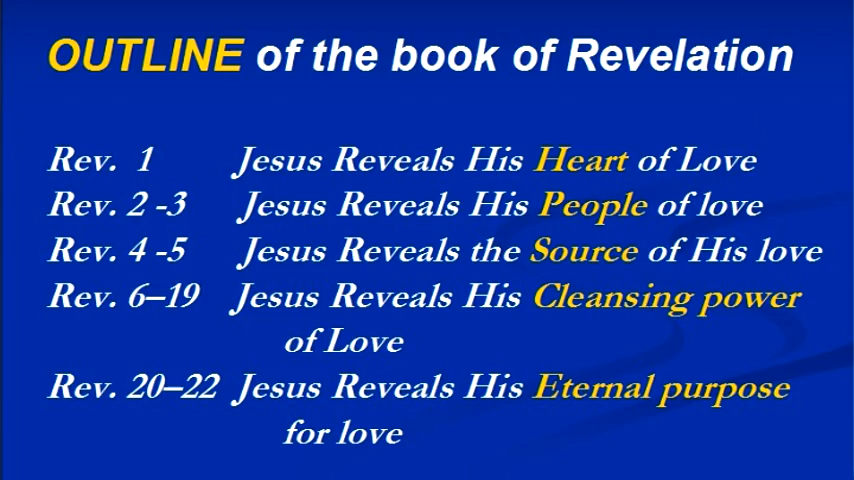 OUTLINE of the book of Revelation
Rev. 1 Jesus Reveals His Heart of Love
Rev. 2 -3 Jesus Reveals His People of love
Rev. 4 -5 Jesus Reveals the Source of His love
Rev. 6–19 Jesus Reveals His Cleansing power
of Love
Rev. 20–22 Jesus Reveals His Eternal purpose
for love